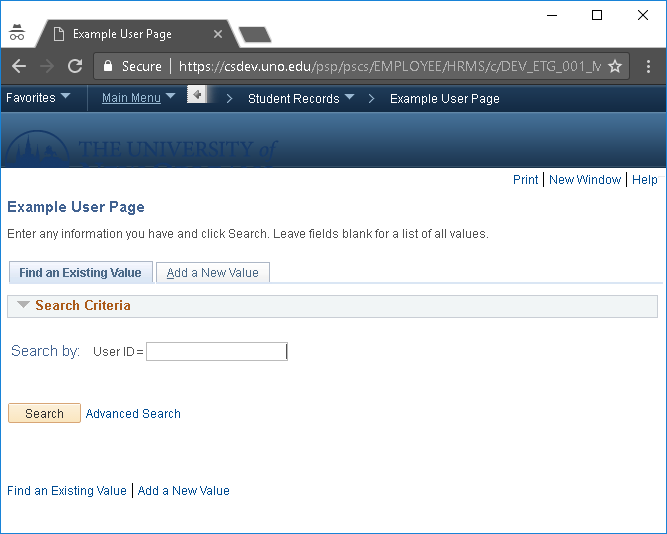 Example User Page
Secure | https://csdev.uno.edu/psp/pscs/EMPLOYEE/HRMS/c/DEV_ETG_001_M
Favorites Main Menu > Student Records > Example User Page
THE UNIVERSITY of
Print | New Window | Help
Example User Page
Enter any information you have and click Search. Leave fields blank for a list of all values.
Find an Existing Value Add a New Value
Search Criteria
Search by: User ID =
Search Advanced Search
Find an Existing Value | Add a New Value